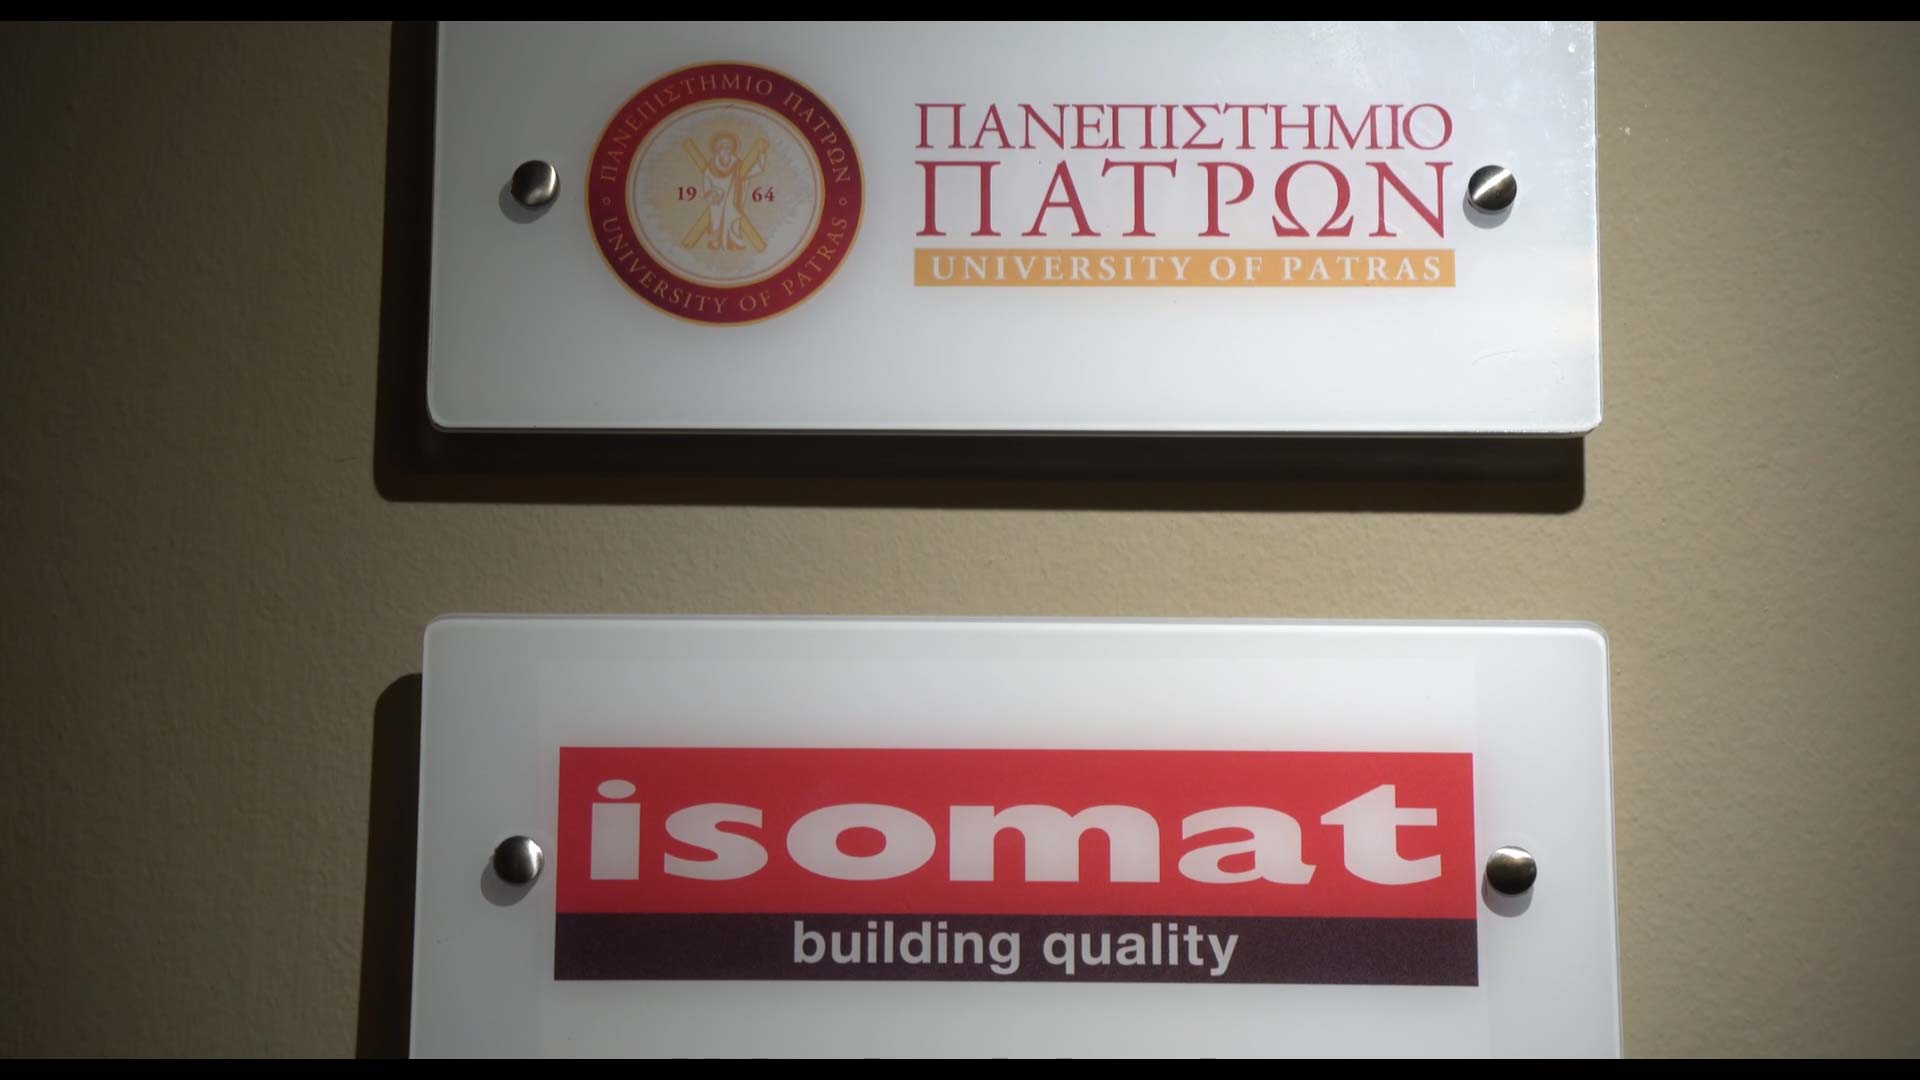 ΠΑΝΕΠΙΣΤΗΜΙΟ ΠΑΤΡΩΝ
19 64
UNIVERSITY OF PATRAS
ΠΑΝΕΠΙΣΤΗΜΙΟ
ΠΑΤΡΩΝ
UNIVERSITY OF PATRAS
isomat
building quality